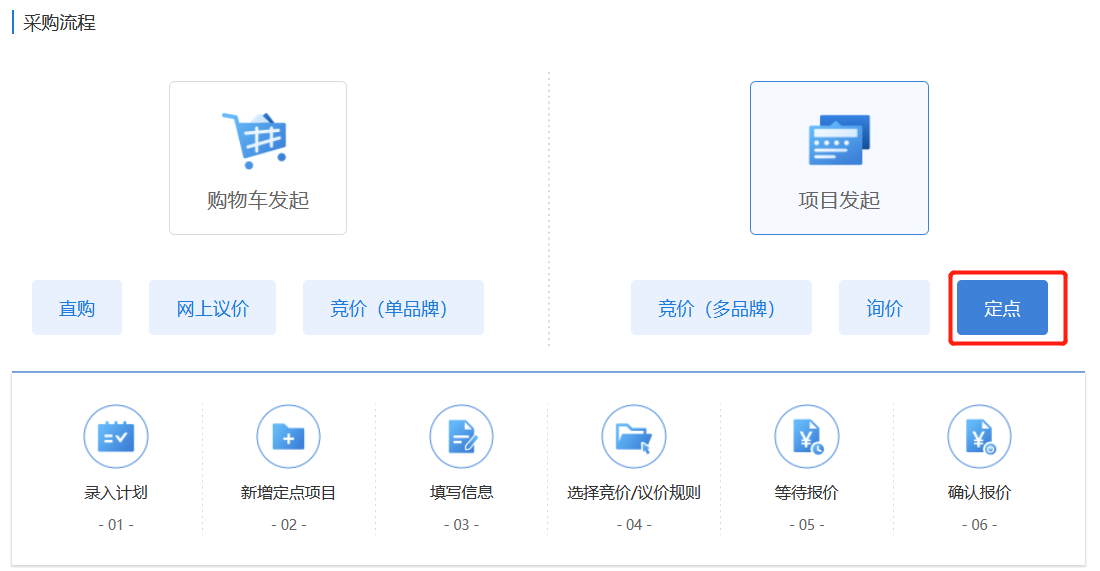 采购流程
购物车发起
项目发起
直购
网上议价
竞价（单品牌）
竞价（多品牌）
询价
定点
录入计划
新增定点项目
填写信息
选择竞价/议价规则
等待报价
确认报价
- 01 -
- 02 -
- 03 -
- 04 -
- 05 -
- 06 -